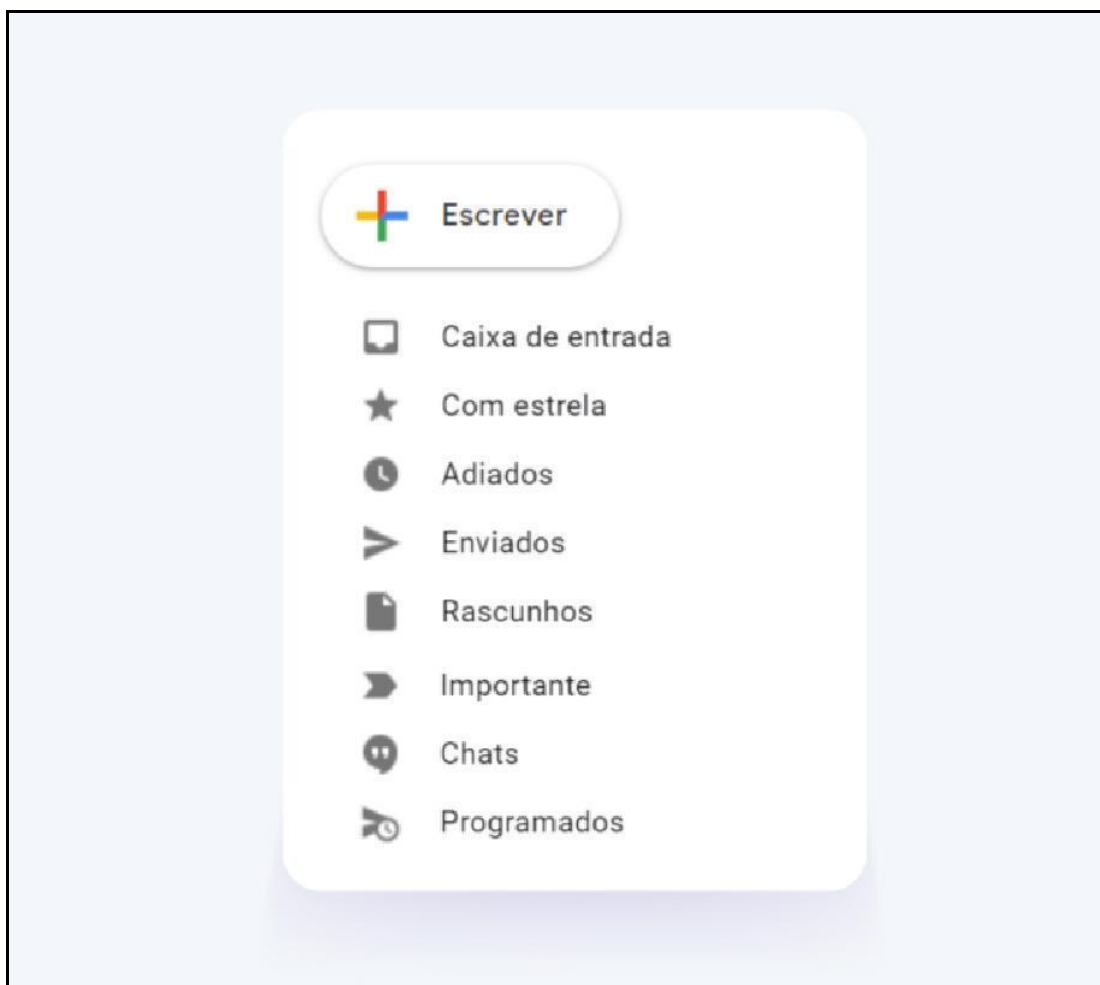 Escrever
Caixa de entrada
Com estrela
Adiados
Enviados
Rascunhos
Importante
Chats
Programados